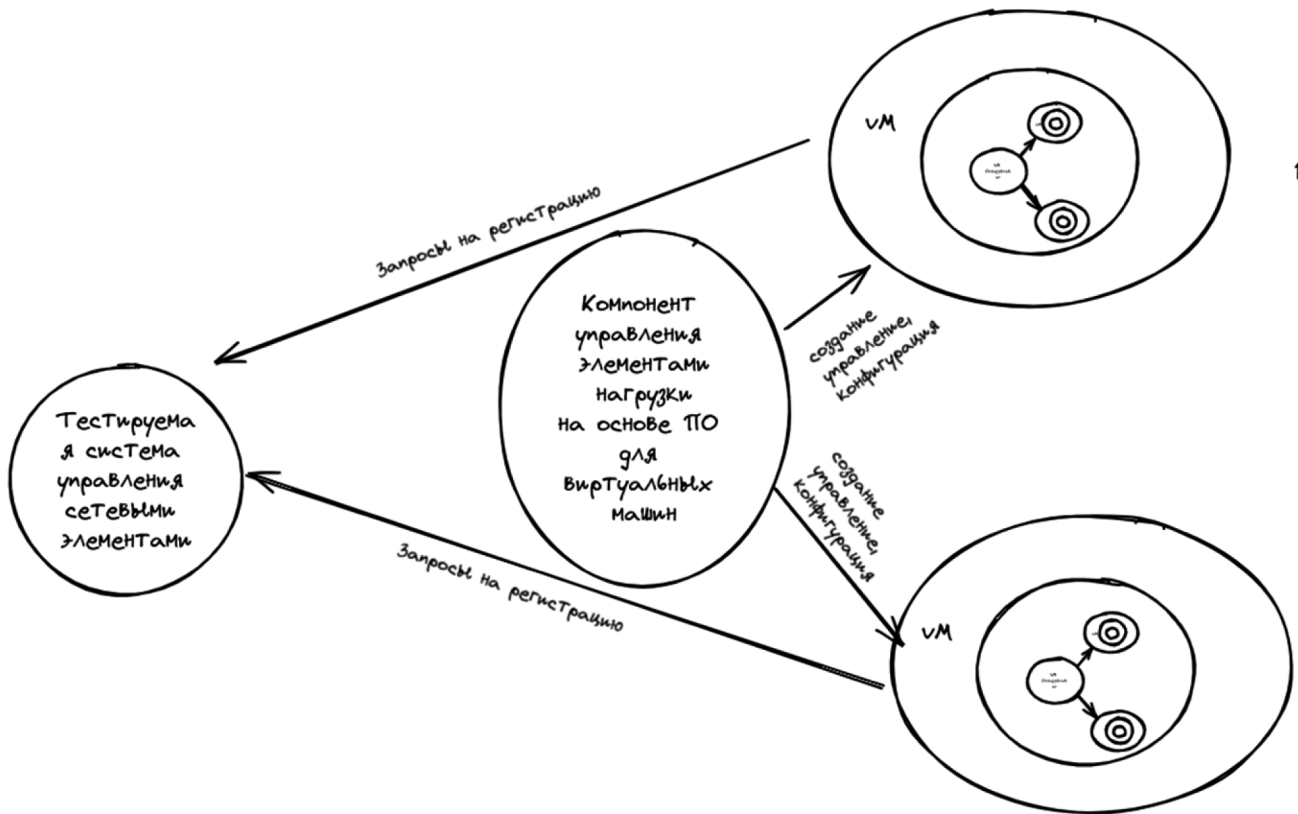 VM
Запросы на регистрацию
Компонент
управления
элементами
нагрузки
на основе ПО
для
виртуальных
машин
создание
управление,
конфигурация
Тестируема
я система
управления
сетевыми
элементами
создание
управление,
конфигурация
Запросы на регистрацию
VM